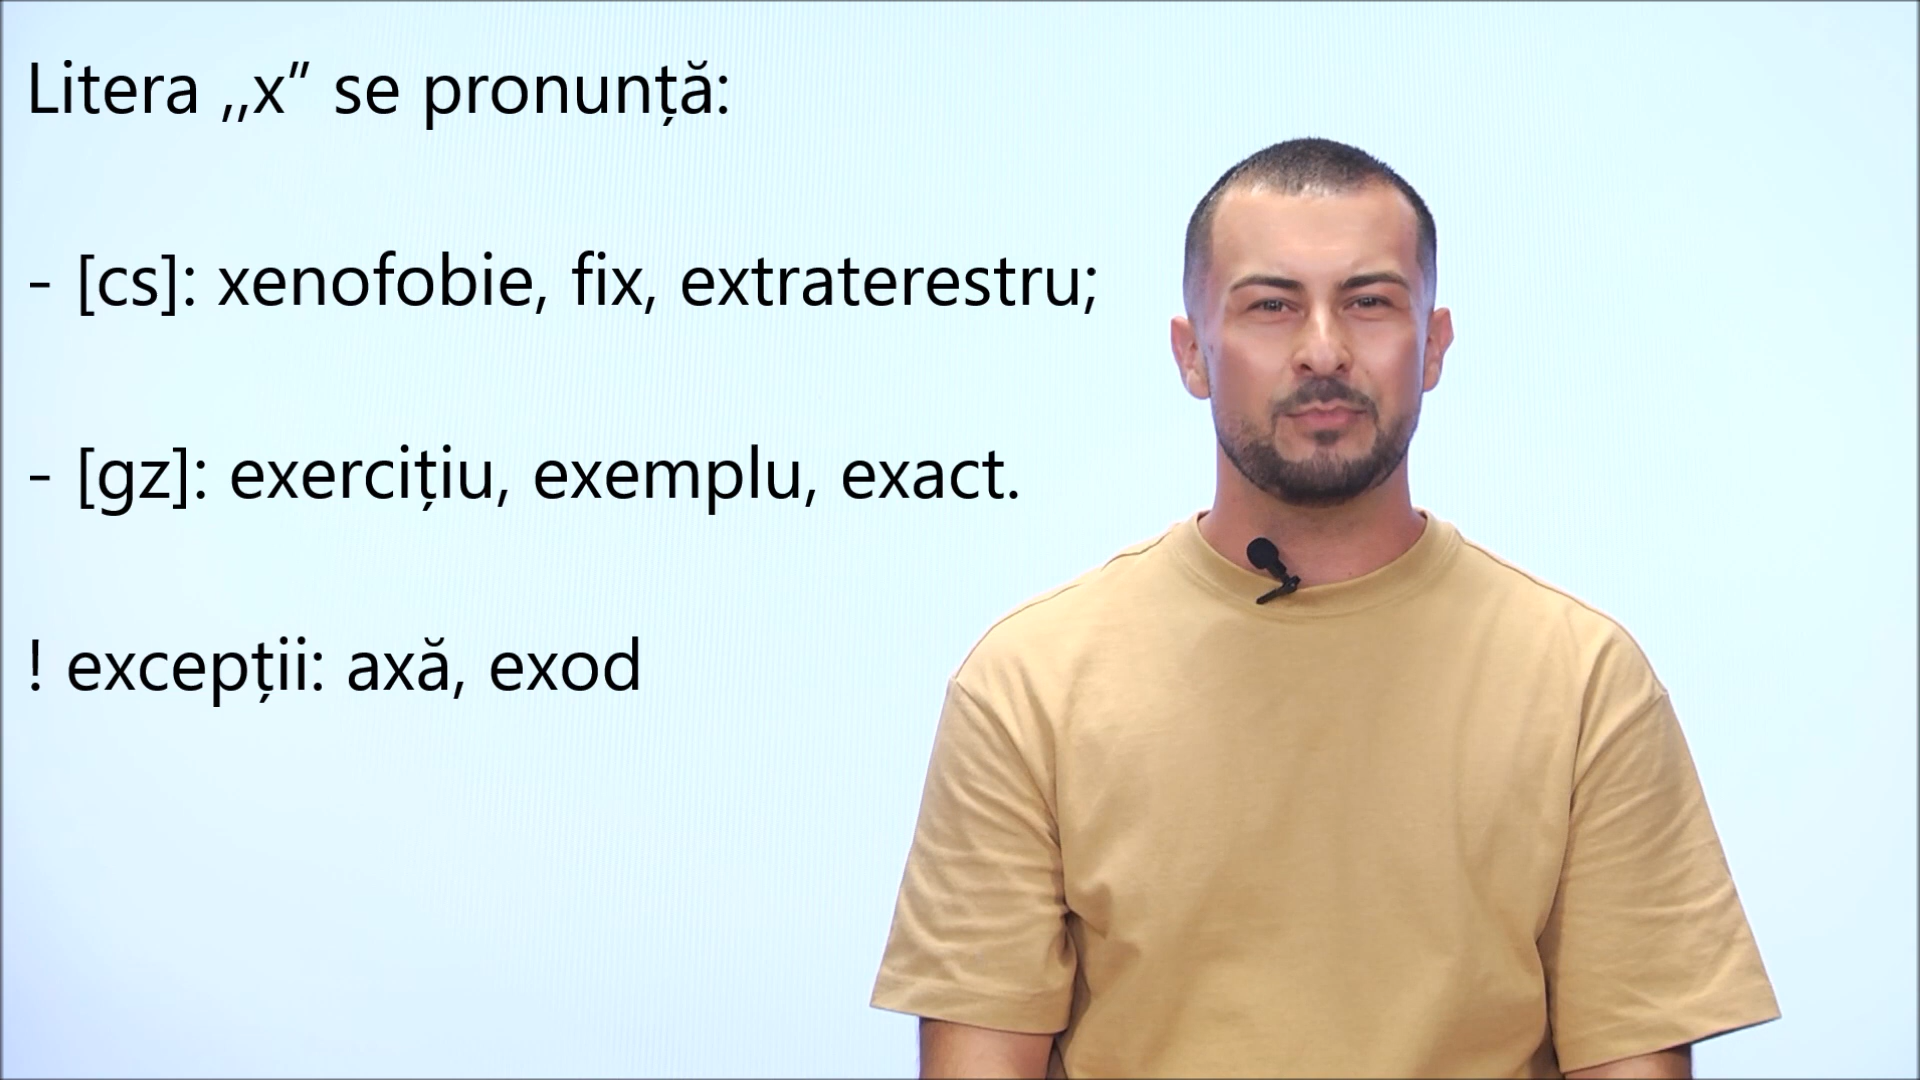 Litera ,,x” se pronunță:
- [cs]: xenofobie, fix, extraterestru;
- [gz]: exercițiu, exemplu, exact.
! excepții: axă, exod